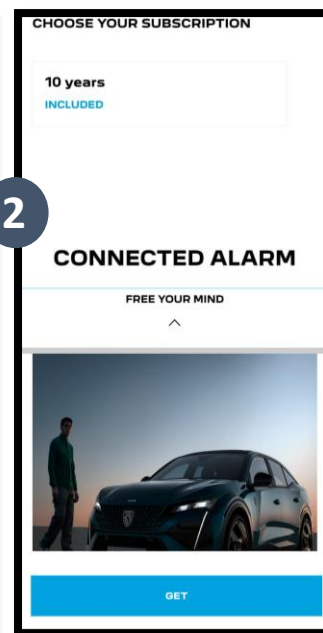 CHOOSE YOUR SUBSCRIPTION
10 years
INCLUDED
2
CONNECTED ALARM
FREE YOUR MIND
GET